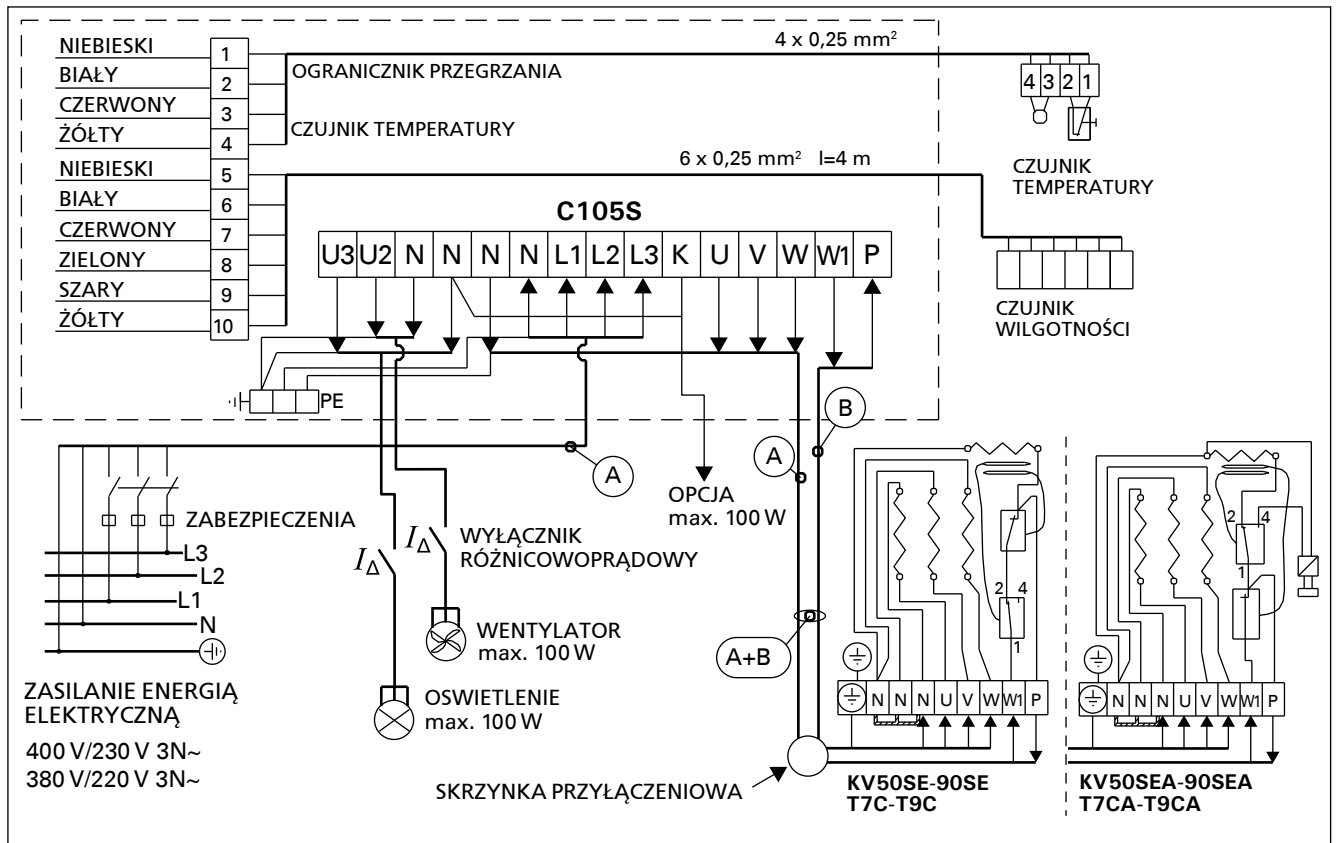 NIEBIESKI 1
BIAŁY 2
CZERWONY 3
ŻÓŁTY 4
NIEBIESKI 5
BIAŁY 6
CZERWONY 7
ZIELONY 8
SZARY 9
ŻÓŁTY 10
OGRANICZNIK PRZEGRZANIA
CZUJNIK TEMPERATURY
4 x 0,25 mm²
4 3 2 1
CZUJNIK
TEMPERATURY
6 x 0,25 mm² l=4 m
CZUJNIK
WILGOTNOŚCI
C105S
U3 U2 N N N N L1 L2 L3 K U V W W1 P
PE
A
B
A
A+B
OPCJA
max. 100 W
ZABEZPIECZENIA
L3
L2
L1
N
ZASILANIE ENERGIĄ
ELEKTRYCZNĄ
400 V/230 V 3N~
380 V/220 V 3N~
I∆
I∆
WYŁĄCZNIK
RÓŻNICOWOPRĄDOWY
WENTYLATOR
max. 100 W
OSWIETLENIE
max. 100 W
SKRZYNKA PRZYŁĄCZENIOWA
2 4
1
N N N U V W W1 P
KV50SE-90SE
T7C-T9C
2 4
1
N N N U V W W1 P
KV50SEA-90SEA
T7CA-T9CA